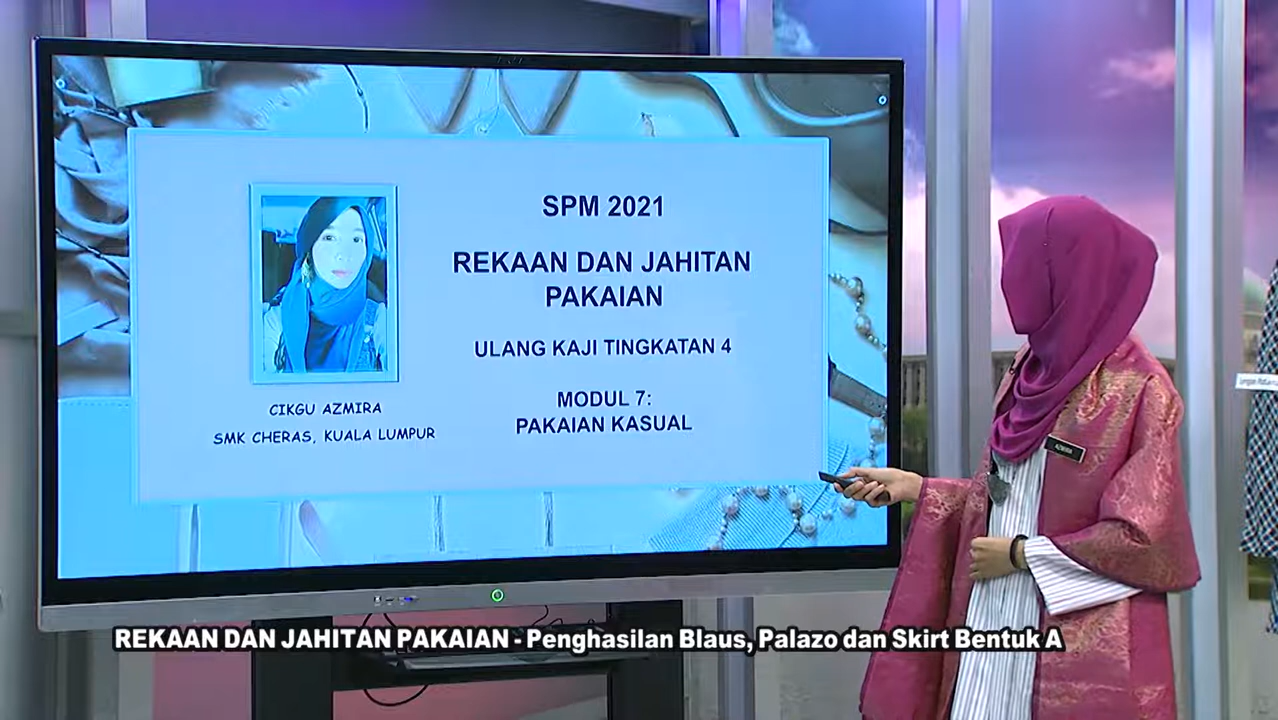 SPM 2021
REKAAN DAN JAHITAN
PAKAIAN
ULANG KAJI TINGKATAN 4
MODUL 7:
PAKAIAN KASUAL
CIKGU AZMIRA
SMK CHERAS, KUALA LUMPUR
AZMIRA
REKAAN DAN JAHITAN PAKAIAN - Penghasilan Blaus, Palazo dan Skirt Bentuk A